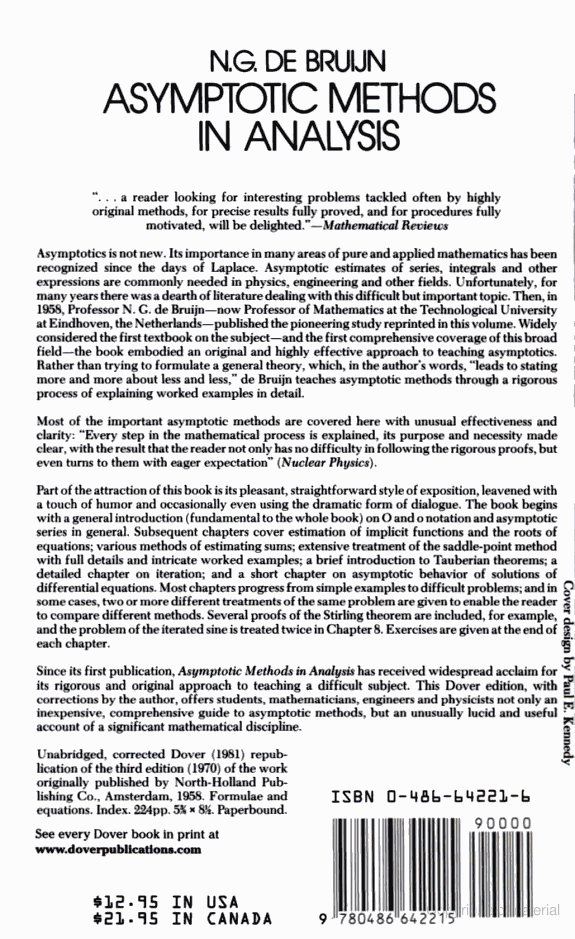 N.G. DE BRUIJN
ASYMPTOTIC METHODS
IN ANALYSIS
“. . . a reader looking for interesting problems tackled often by highly
original methods, for precise results fully proved, and for procedures fully
motivated, will be delighted.”—Mathematical Reviews
Asymptotics is not new. Its importance in many areas of pure and applied mathematics has been
recognized since the days of Laplace. Asymptotic estimates of series, integrals and other
expressions are commonly needed in physics, engineering and other fields. Unfortunately, for
many years there was a dearth of literature dealing with this difficult but important topic. Then, in
1958, Professor N. G. de Bruijn—now Professor of Mathematics at the Technological University
at Eindhoven, the Netherlands—published the pioneering study reprinted in this volume. Widely
considered the first textbook on the subject—and the first comprehensive coverage of this broad
field—the book embodied an original and highly effective approach to teaching asymptotics.
Rather than trying to formulate a general theory, which, in the author’s words, “leads to stating
more and more about less and less,” de Bruijn teaches asymptotic methods through a rigorous
process of explaining worked examples in detail.
Most of the important asymptotic methods are covered here with unusual effectiveness and
clarity: “Every step in the mathematical process is explained, its purpose and necessity made
clear, with the result that the reader not only has no difficulty in following the rigorous proofs, but
even turns to them with eager expectation” (Nuclear Physics).
Part of the attraction of this book is its pleasant, straightforward style of exposition, leavened with
a touch of humor and occasionally even using the dramatic form of dialogue. The book begins
with a general introduction (fundamental to the whole book) on O and o notation and asymptotic
series in general. Subsequent chapters cover estimation of implicit functions and the roots of
equations; various methods of estimating sums; extensive treatment of the saddle-point method
with full details and intricate worked examples; a brief introduction to Tauberian theorems; a
detailed chapter on iteration; and a short chapter on asymptotic behavior of solutions of
differential equations. Most chapters progress from simple examples to difficult problems; and in
some cases, two or more different treatments of the same problem are given to enable the reader
to compare different methods. Several proofs of the Stirling theorem are included, for example,
and the problem of the iterated sine is treated twice in Chapter 8. Exercises are given at the end of
each chapter.
Since its first publication, Asymptotic Methods in Analysis has received widespread acclaim for
its rigorous and original approach to teaching a difficult subject. This Dover edition, with
corrections by the author, offers students, mathematicians, engineers and physicists not only an
inexpensive, comprehensive guide to asymptotic methods, but an unusually lucid and useful
account of a significant mathematical discipline.
Unabridged, corrected Dover (1981) repub-
lication of the third edition (1970) of the work
originally published by North-Holland Pub-
lishing Co., Amsterdam, 1958. Formulae and
equations. Index. 224pp. 5⅜ × 8½. Paperbound.
See every Dover book in print at
www.doverpublications.com
$12.95 IN USA
$21.95 IN CANADA
Cover design by Paul E. Kennedy
ISBN 0-486-64221-6
90000
9 780486 642215